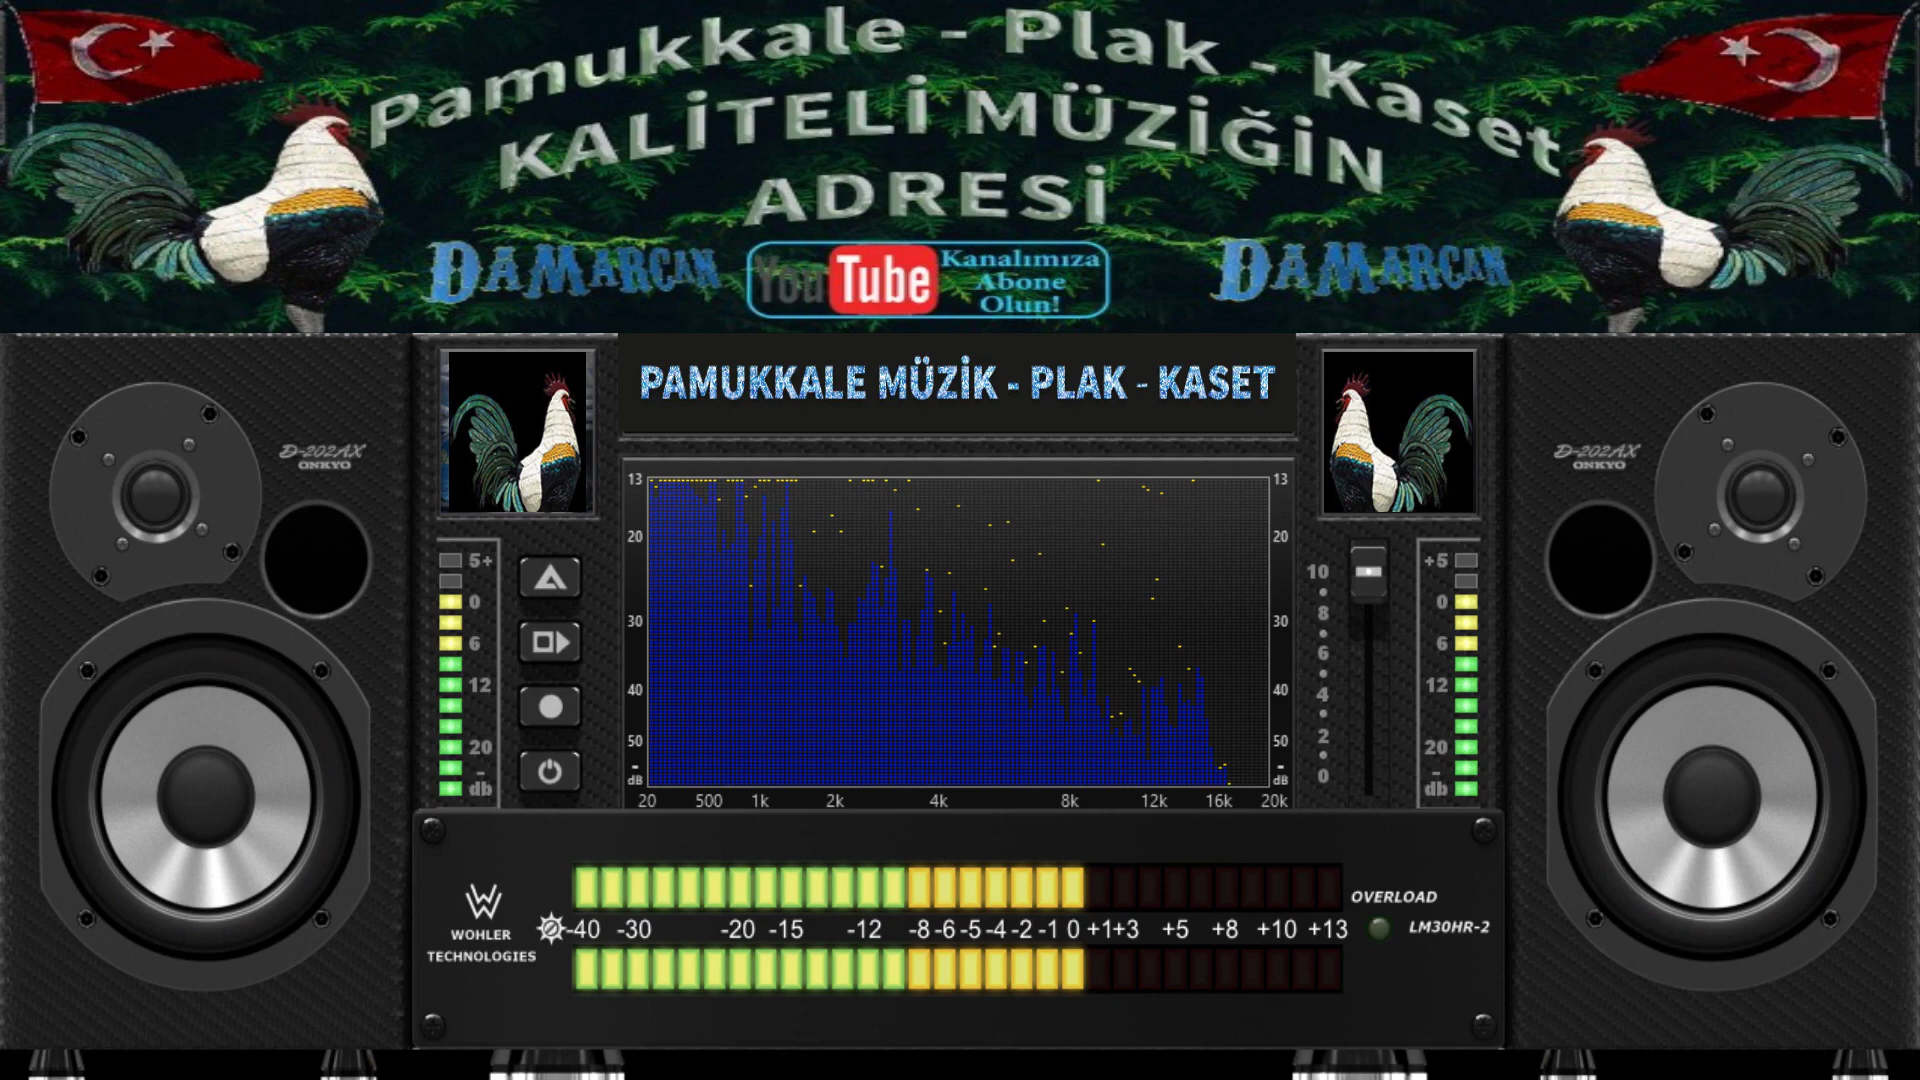 Pamukkale - Plak - Kaset
KALİTELİ MÜZİĞİN
ADRESİ
DAMARCAN
YouTube
Kanalımıza
Abone
Olun!
DAMARCAN
PAMUKKALE MÜZİK - PLAK - KASET
D-202AX
ONKYO
D-202AX
ONKYO
13
20
30
40
50
-
dB
13
20
30
40
50
-
dB
20 500 1k 2k 4k 8k 12k 16k 20k
5+
0
6
12
20
-
db
10
8
6
4
2
0
+5
0
6
12
20
-
db
WOHLER
TECHNOLOGIES
-40 -30 -20 -15 -12 -8 -6 -5 -4 -2 -1 0 +1 +3 +5 +8 +10 +13
OVERLOAD
LM30HR-2